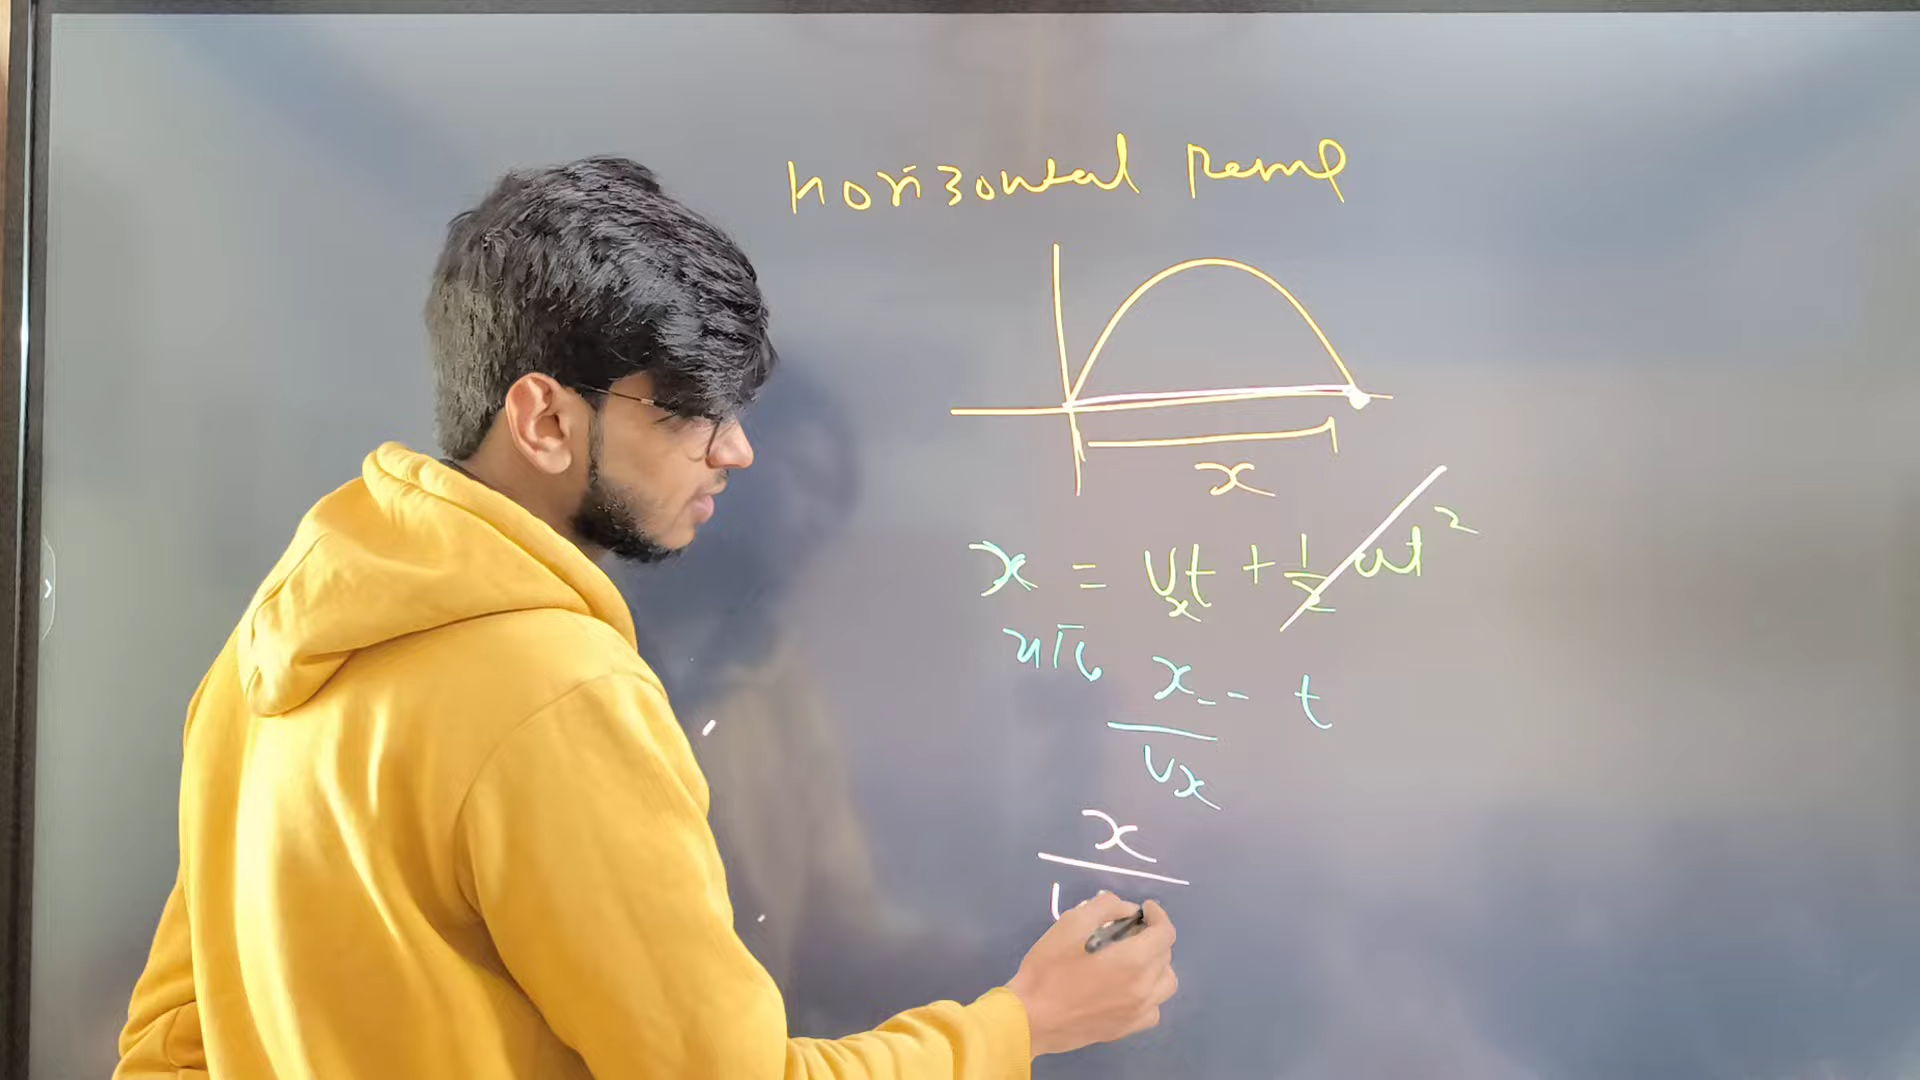 Horizontal Range
x
x = Uxt + 1/2 at²
x = t
Ux
x
U